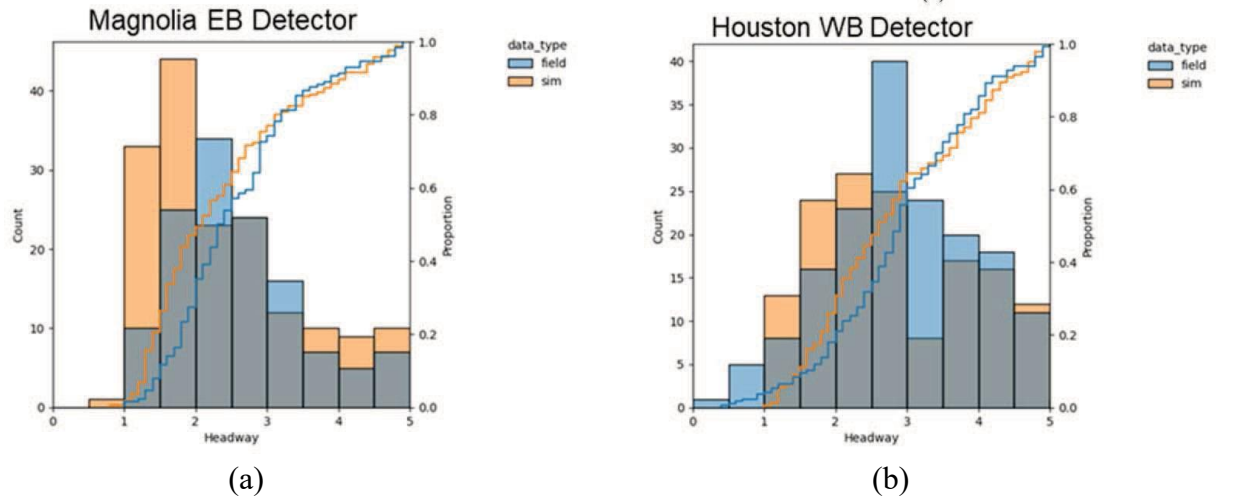 Magnolia EB Detector
Count
40
30
20
10
0
0 1 2 3 4 5
Headway
1.0
0.8
0.6
0.4
0.2
0.0
Proportion
data_type
field
sim
(a)
Houston WB Detector
Count
40
35
30
25
20
15
10
5
0
0 1 2 3 4 5
Headway
1.0
0.8
0.6
0.4
0.2
0.0
Proportion
data_type
field
sim
(b)